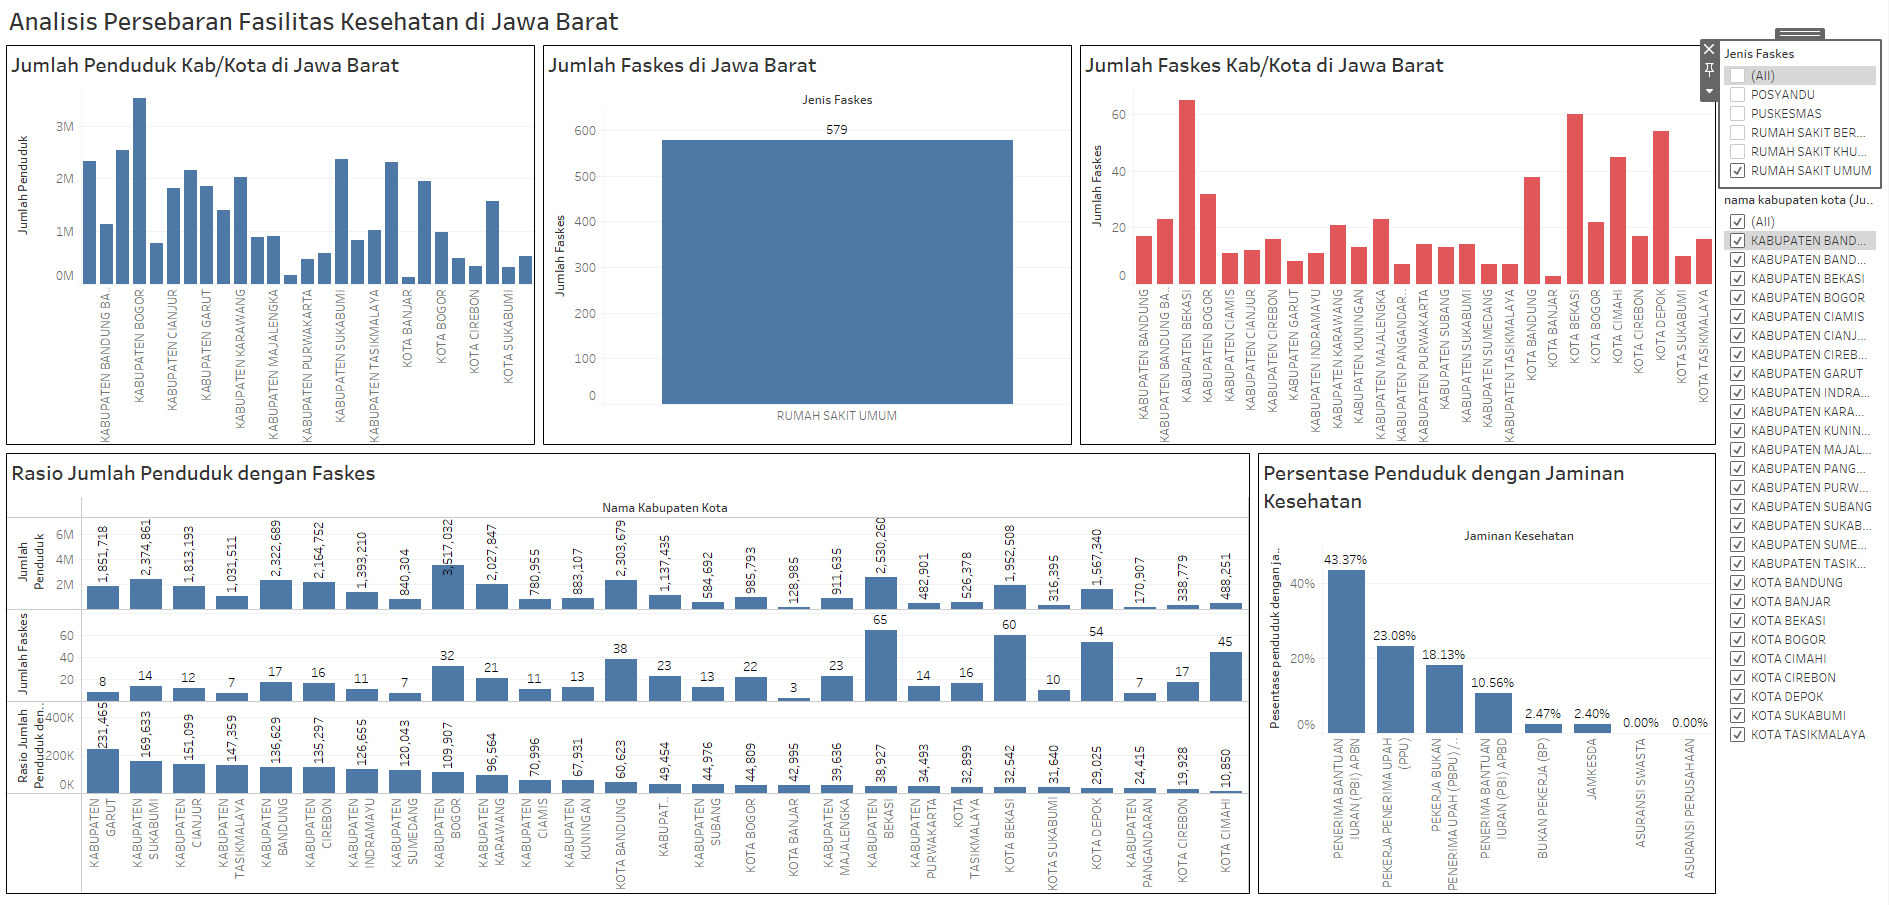 Analisis Persebaran Fasilitas Kesehatan di Jawa Barat
Jumlah Penduduk Kab/Kota di Jawa Barat
Jumlah Penduduk
3M
2M
1M
0M
KABUPATEN BANDUNG BA..
KABUPATEN BOGOR
KABUPATEN CIANJUR
KABUPATEN GARUT
KABUPATEN KARAWANG
KABUPATEN MAJALENGKA
KABUPATEN PURWAKARTA
KABUPATEN SUKABUMI
KABUPATEN TASIKMALAYA
KOTA BANJAR
KOTA BOGOR
KOTA CIREBON
KOTA SUKABUMI
Jumlah Faskes di Jawa Barat
Jenis Faskes
Jumlah Faskes
600
500
400
300
200
100
0
579
RUMAH SAKIT UMUM
Jumlah Faskes Kab/Kota di Jawa Barat
Jumlah Faskes
60
40
20
0
KABUPATEN BANDUNG
KABUPATEN BANDUNG BA..
KABUPATEN BEKASI
KABUPATEN BOGOR
KABUPATEN CIAMIS
KABUPATEN CIANJUR
KABUPATEN CIREBON
KABUPATEN GARUT
KABUPATEN INDRAMAYU
KABUPATEN KARAWANG
KABUPATEN KUNINGAN
KABUPATEN MAJALENGKA
KABUPATEN PANGANDAR..
KABUPATEN PURWAKARTA
KABUPATEN SUBANG
KABUPATEN SUKABUMI
KABUPATEN SUMEDANG
KABUPATEN TASIKMALAYA
KOTA BANDUNG
KOTA BANJAR
KOTA BEKASI
KOTA BOGOR
KOTA CIMAHI
KOTA CIREBON
KOTA DEPOK
KOTA SUKABUMI
KOTA TASIKMALAYA
Jenis Faskes
(All)
POSYANDU
PUSKESMAS
RUMAH SAKIT BER...
RUMAH SAKIT KHU...
RUMAH SAKIT UMUM
nama kabupaten kota (Ju..
(All)
KABUPATEN BAND...
KABUPATEN BAND...
KABUPATEN BEKASI
KABUPATEN BOGOR
KABUPATEN CIAMIS
KABUPATEN CIANJ...
KABUPATEN CIREB...
KABUPATEN GARUT
KABUPATEN INDRA...
KABUPATEN KARA...
KABUPATEN KUNIN...
KABUPATEN MAJAL...
KABUPATEN PANG...
KABUPATEN PURW...
KABUPATEN SUBANG
KABUPATEN SUKAB...
KABUPATEN SUME...
KABUPATEN TASIK...
KOTA BANDUNG
KOTA BANJAR
KOTA BEKASI
KOTA BOGOR
KOTA CIMAHI
KOTA CIREBON
KOTA DEPOK
KOTA SUKABUMI
KOTA TASIKMALAYA
Rasio Jumlah Penduduk dengan Faskes
Nama Kabupaten Kota
Jumlah
Penduduk
6M
4M
2M
1,851,718
2,374,861
1,813,193
1,031,511
2,322,689
2,164,752
1,393,210
840,304
3,517,032
2,027,847
780,955
883,107
2,303,679
1,137,435
584,692
985,793
128,985
911,635
2,530,260
482,901
526,378
1,952,508
316,395
1,567,340
170,907
338,779
488,251
Jumlah Faskes
60
40
20
8
14
12
7
17
16
11
7
32
21
11
13
38
23
13
22
3
23
65
14
16
60
10
54
7
17
45
Rasio Jumlah
Penduduk den..
400K
200K
0K
231,465
169,633
151,099
147,359
136,629
135,297
126,655
120,043
109,907
96,564
70,996
67,931
60,623
49,454
44,976
44,809
42,995
39,636
38,927
34,493
32,899
32,542
31,640
29,025
24,415
19,928
10,850
KABUPATEN
GARUT
KABUPATEN
SUKABUMI
KABUPATEN
CIANJUR
KABUPATEN
TASIKMALAYA
KABUPATEN
BANDUNG
KABUPATEN
CIREBON
KABUPATEN
INDRAMAYU
KABUPATEN
SUMEDANG
KABUPATEN
BOGOR
KABUPATEN
KARAWANG
KABUPATEN
CIAMIS
KABUPATEN
KUNINGAN
KOTA BANDUNG
KABUPAT..
KABUPATEN
SUBANG
KOTA BOGOR
KOTA BANJAR
KABUPATEN
MAJALENGKA
KABUPATEN
BEKASI
KABUPATEN
PURWAKARTA
KOTA
TASIKMALAYA
KOTA BEKASI
KOTA SUKABUMI
KOTA DEPOK
KABUPATEN
PANGANDARAN
KOTA CIREBON
KOTA CIMAHI
Persentase Penduduk dengan Jaminan
Kesehatan
Jaminan Kesehatan
Pesentase penduduk dengan ja..
40%
20%
0%
43.37%
23.08%
18.13%
10.56%
2.47%
2.40%
0.00%
0.00%
PENERIMA BANTUAN
IURAN (PBI) APBN
PEKERJA PENERIMA UPAH
(PPU)
PEKERJA BUKAN
PENERIMA UPAH (PBPU) /..
PENERIMA BANTUAN
IURAN (PBI) APBD
BUKAN PEKERJA (BP)
JAMKESDA
ASURANSI SWASTA
ASURANSI PERUSAHAAN